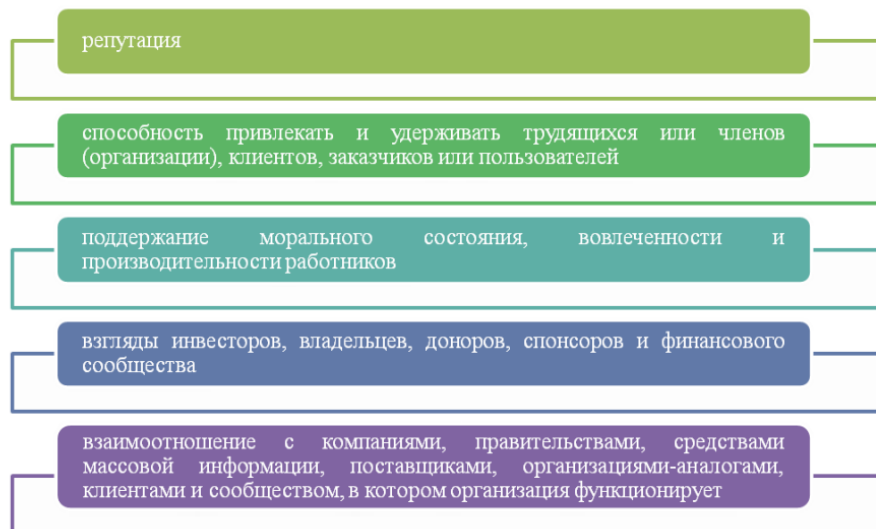 репутация
способность привлекать и удерживать трудящихся или членов
(организации), клиентов, заказчиков или пользователей
поддержание морального состояния, вовлеченности и
производительности работников
взгляды инвесторов, владельцев, доноров, спонсоров и финансового
сообщества
взаимоотношение с компаниями, правительствами, средствами
массовой информации, поставщиками, организациями-аналогами,
клиентами и сообществом, в котором организация функционирует